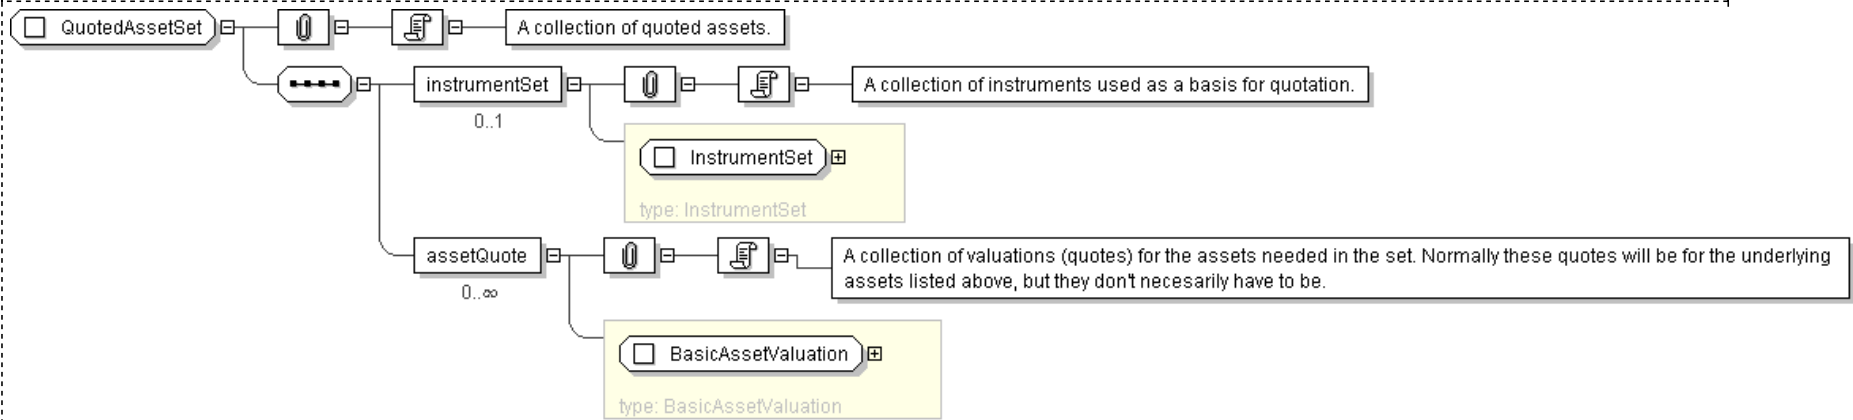 QuotedAssetSet
A collection of quoted assets.
instrumentSet
A collection of instruments used as a basis for quotation.
0..1
InstrumentSet
type: InstrumentSet
assetQuote
A collection of valuations (quotes) for the assets needed in the set. Normally these quotes will be for the underlying
assets listed above, but they don't necesarily have to be.
0..∞
BasicAssetValuation
type: BasicAssetValuation